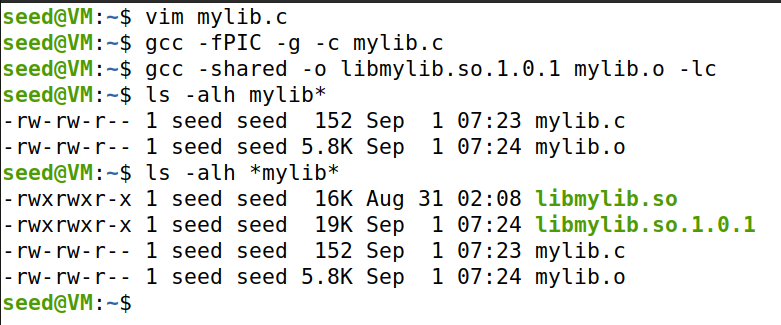 seed@VM:~$ vim mylib.c
seed@VM:~$ gcc -fPIC -g -c mylib.c
seed@VM:~$ gcc -shared -o libmylib.so.1.0.1 mylib.o -lc
seed@VM:~$ ls -alh mylib*
-rw-rw-r-- 1 seed seed  152 Sep  1 07:23 mylib.c
-rw-rw-r-- 1 seed seed 5.8K Sep  1 07:24 mylib.o
seed@VM:~$ ls -alh *mylib*
-rwxrwxr-x 1 seed seed  16K Aug 31 02:08 libmylib.so
-rwxrwxr-x 1 seed seed  19K Sep  1 07:24 libmylib.so.1.0.1
-rw-rw-r-- 1 seed seed  152 Sep  1 07:23 mylib.c
-rw-rw-r-- 1 seed seed 5.8K Sep  1 07:24 mylib.o
seed@VM:~$